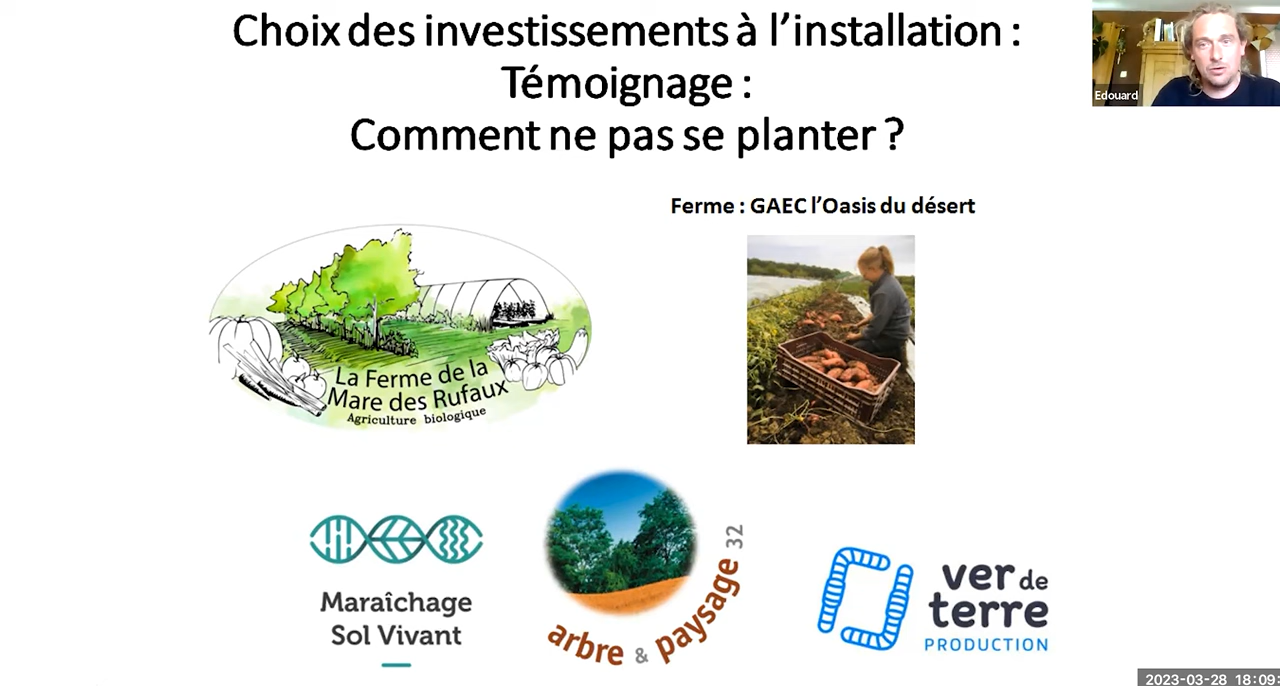 Choix des investissements à l'installation :
Témoignage :
Comment ne pas se planter ?
Edouard
Ferme : GAEC l'Oasis du désert
La Ferme de la
Mare des Rufaux
Agriculture biologique
Maraîchage
Sol Vivant
arbre & paysage 32
ver de
terre
PRODUCTION
2023-03-28 18:09: